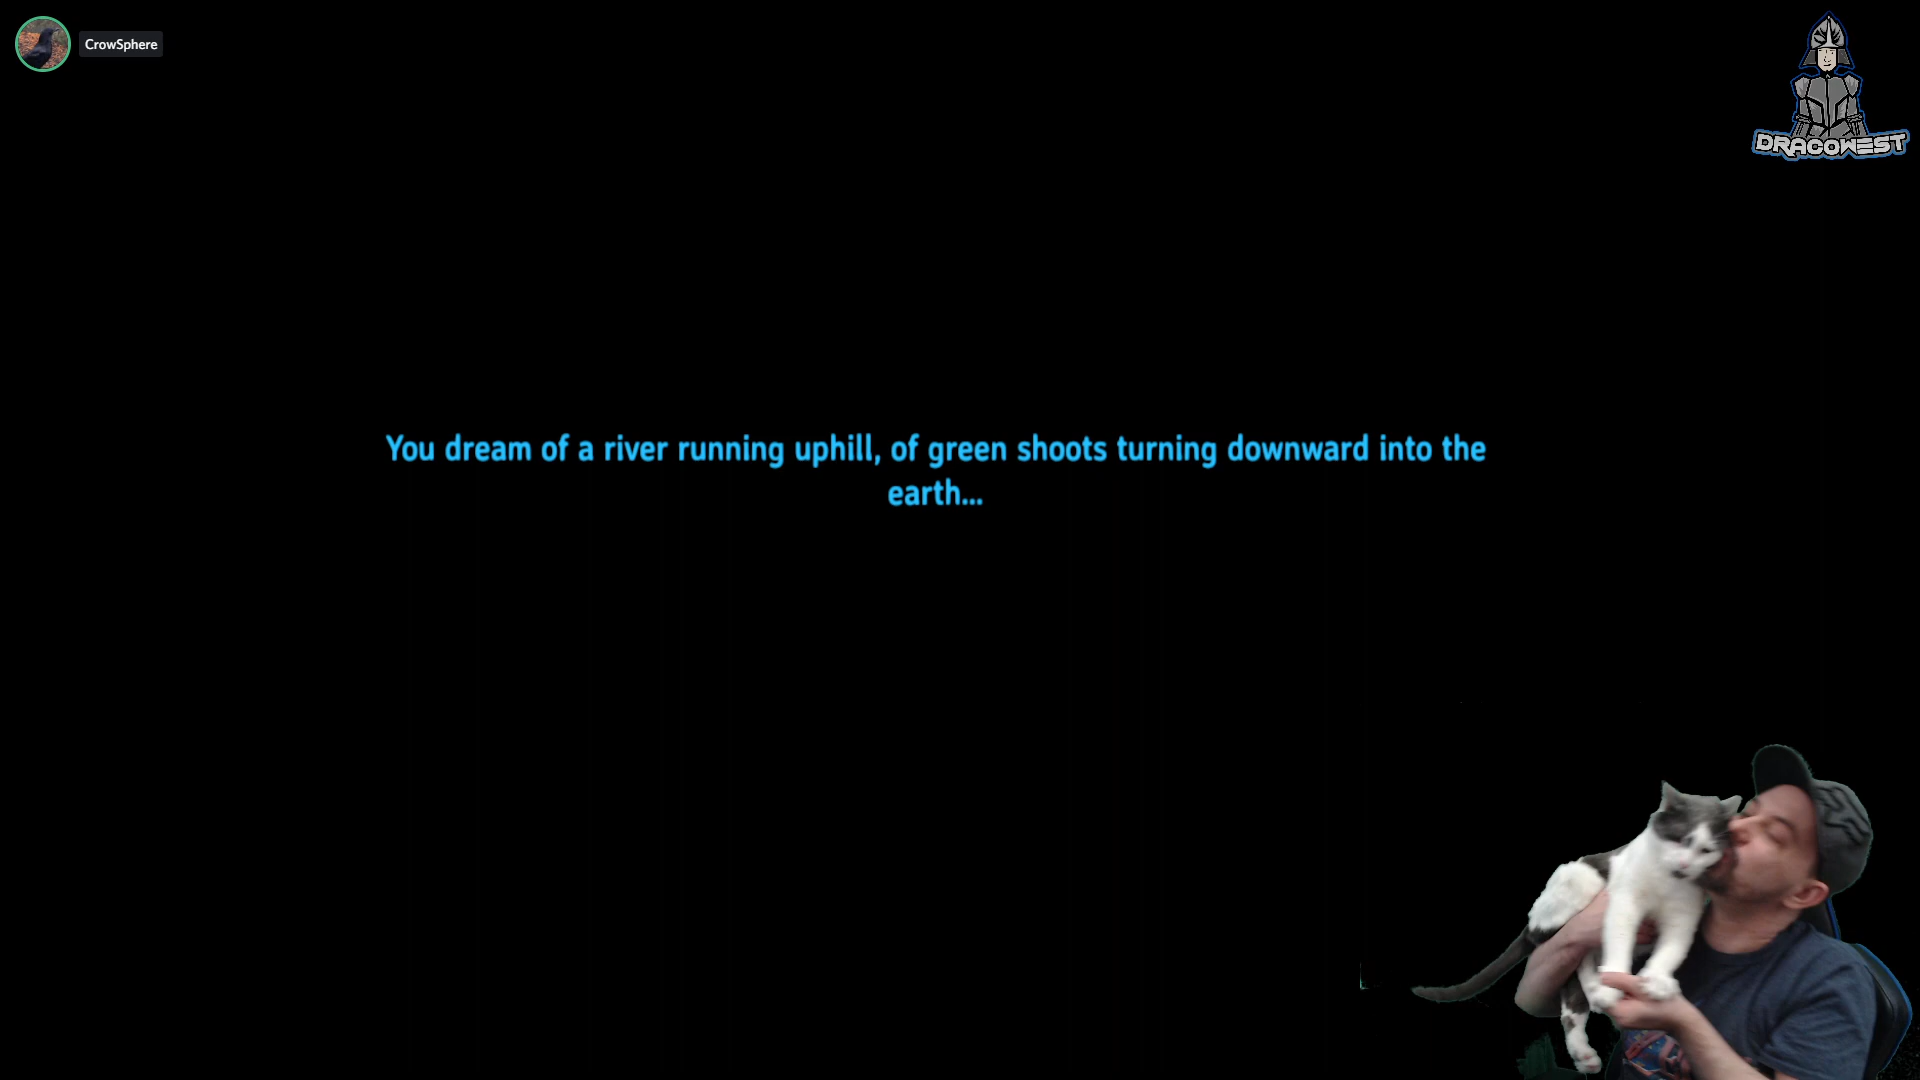 CrowSphere
DRACOWEST
You dream of a river running uphill, of green shoots turning downward into the
earth...